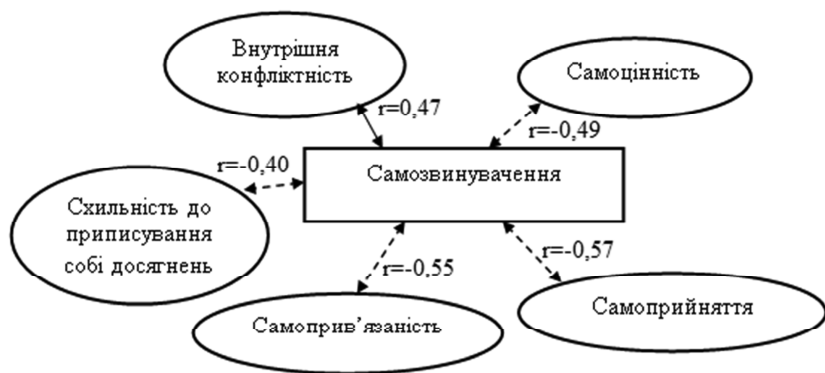 Внутрішня
конфліктність
Самоцінність
r=0,47
r=-0,49
r=-0,40
Самозвинувачення
Схильність до
приписування
собі досягнень
r=-0,55
r=-0,57
Самоприв’язаність
Самоприйняття